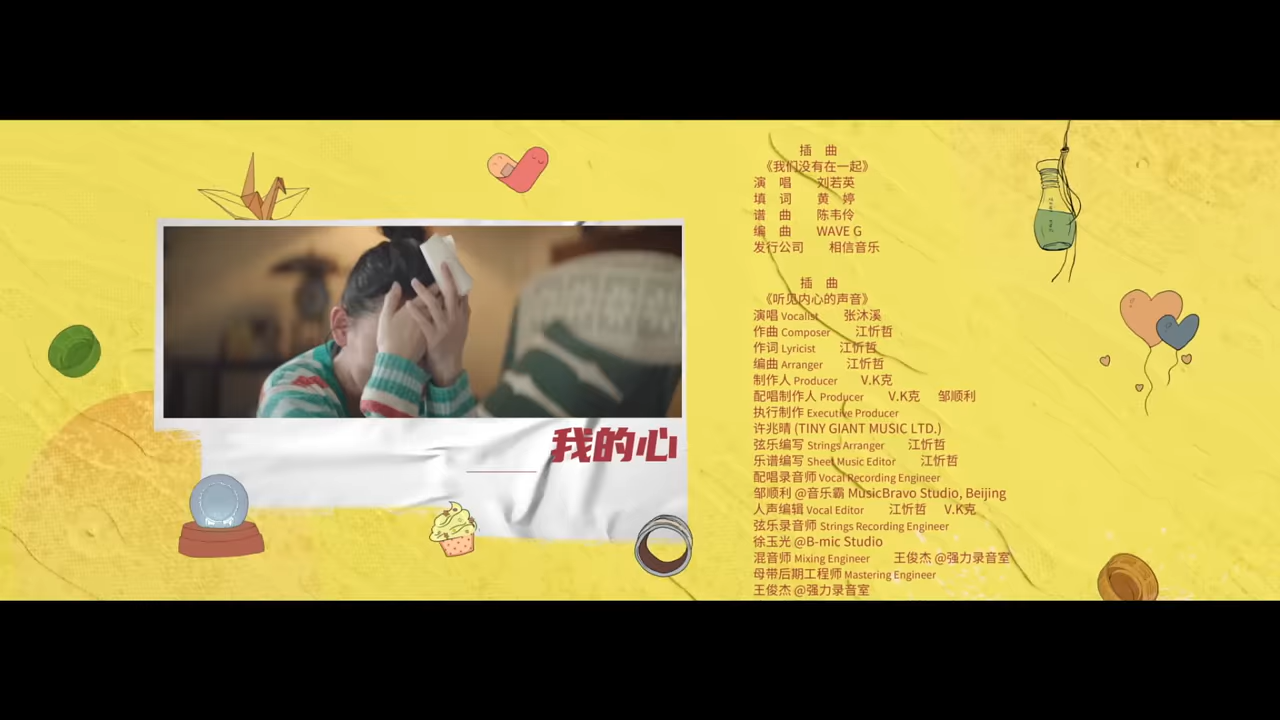 我的心
插 曲
《我们没有在一起》
演 唱 刘若英
填 词 黄 婷
谱 曲 陈韦伶
编 曲 WAVE G
发行公司 相信音乐
插 曲
《听见内心的声音》
演唱 Vocalist 张沐溪
作曲 Composer 江忻哲
作词 Lyricist 江忻哲
编曲 Arranger 江忻哲
制作人 Producer V.K克
配唱制作人 Producer V.K克 邹顺利
执行制作 Executive Producer
许兆晴 (TINY GIANT MUSIC LTD.)
弦乐编写 Strings Arranger 江忻哲
乐谱编写 Sheet Music Editor 江忻哲
配唱录音师 Vocal Recording Engineer
邹顺利 @音乐霸 MusicBravo Studio, Beijing
人声编辑 Vocal Editor 江忻哲 V.K克
弦乐录音师 Strings Recording Engineer
徐玉光 @B-mic Studio
混音师 Mixing Engineer 王俊杰 @强力录音室
母带后期工程师 Mastering Engineer
王俊杰 @强力录音室